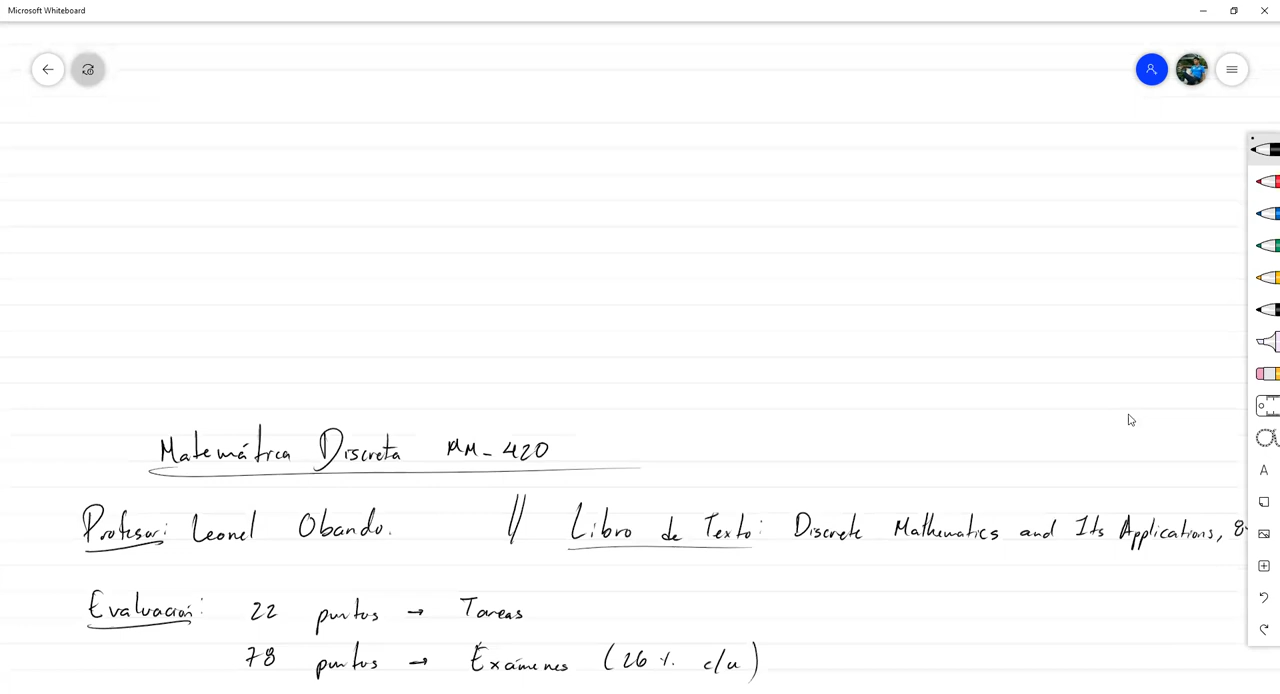 Microsoft Whiteboard
Matemática Discreta MM-420
Profesor: Leonel Obando. // Libro de Texto: Discrete Mathematics and Its Applications, 8
Evaluación: 22 puntos → Tareas
78 puntos → Exámenes (26% c/u)
A